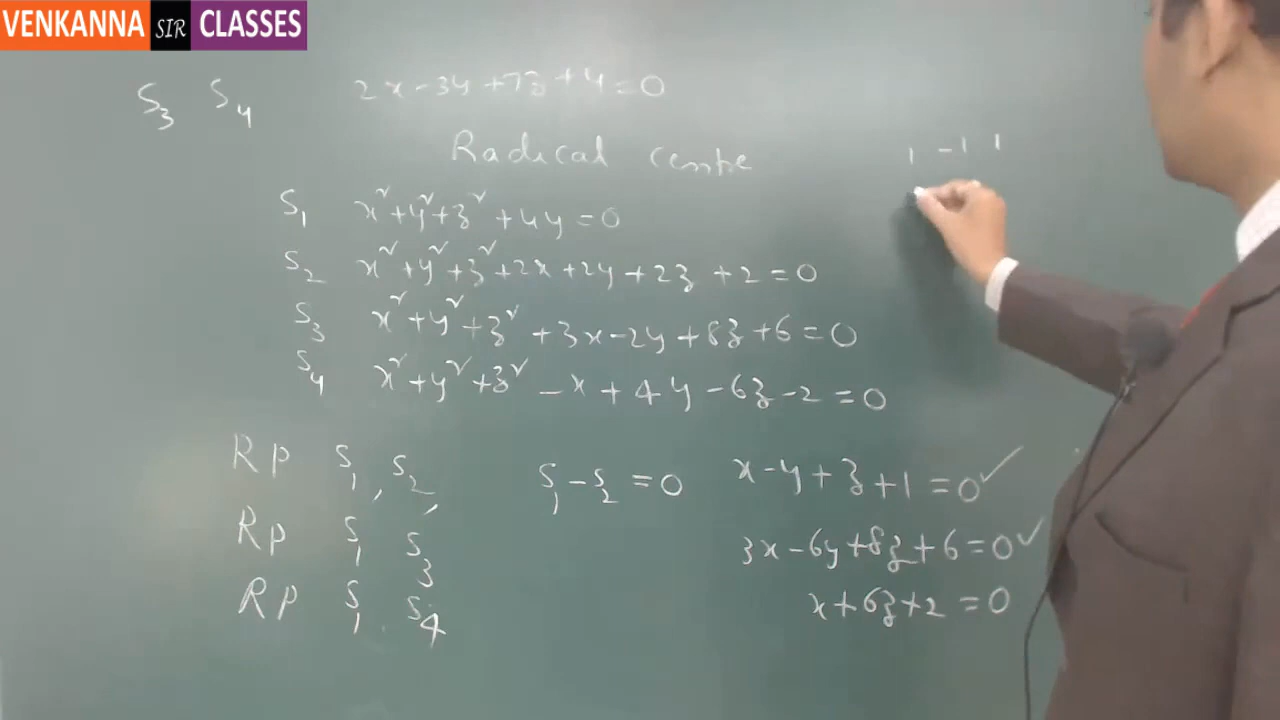 VENKANNA SIR CLASSES
S₃ S₄ 2x-3y+7z+4=0
Radical centre
1 -1 1
S₁ x²+y²+z²+4y=0
S₂ x²+y²+z²+2x+2y+2z+2=0
S₃ x²+y²+z²+3x-2y+8z+6=0
S₄ x²+y²+z²-x+4y-6z-2=0
RP S₁, S₂, S₁-S₂=0 x-y+z+1=0✓
RP S₁ S₃ 3x-6y+8z+6=0✓
RP S₁ S₄ x+6z+2=0